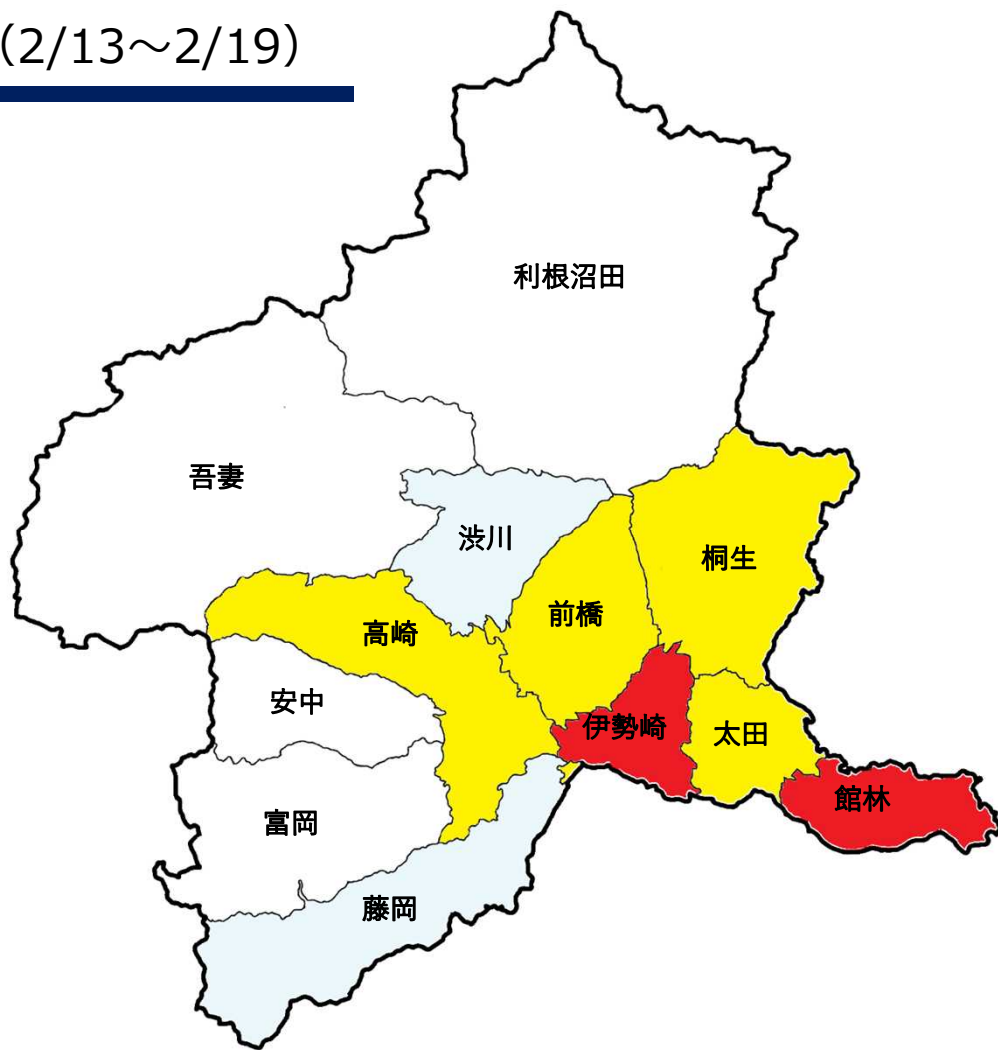 (2/13～2/19)
利根沼田
吾妻
渋川
桐生
前橋
高崎
安中
伊勢崎
太田
館林
富岡
藤岡